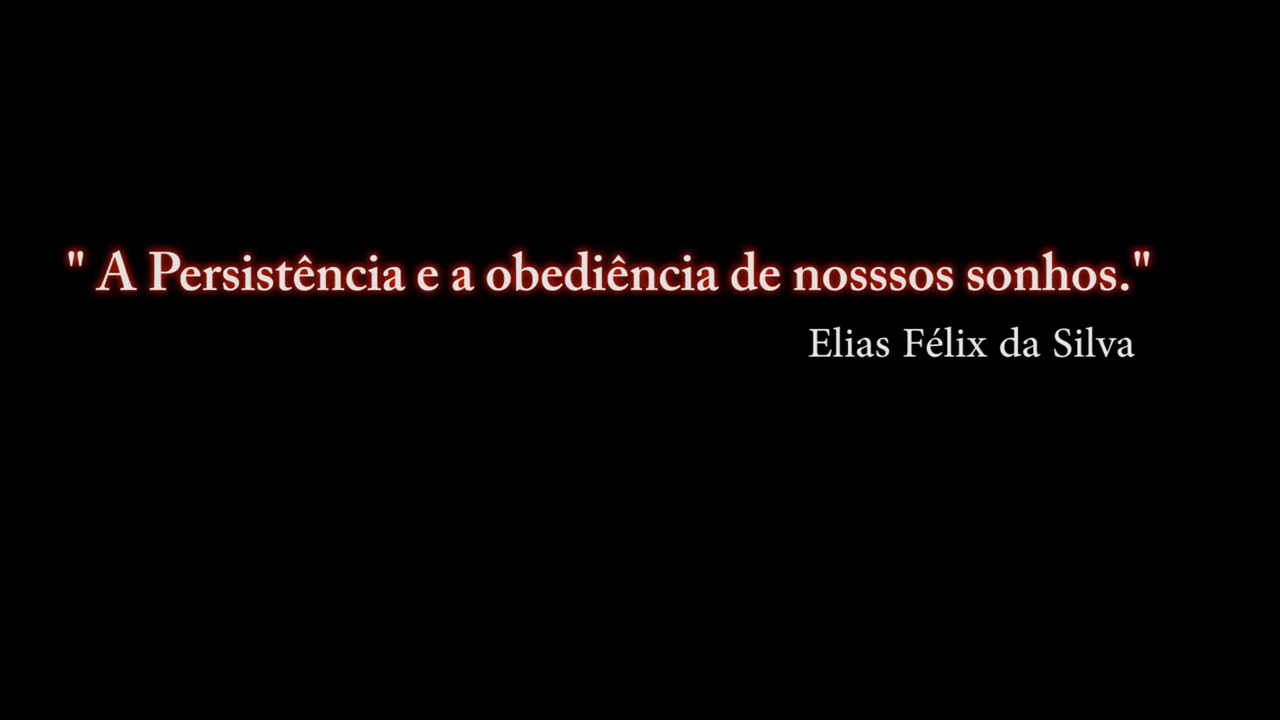 " A Persistência e a obediência de nosssos sonhos."
Elias Félix da Silva